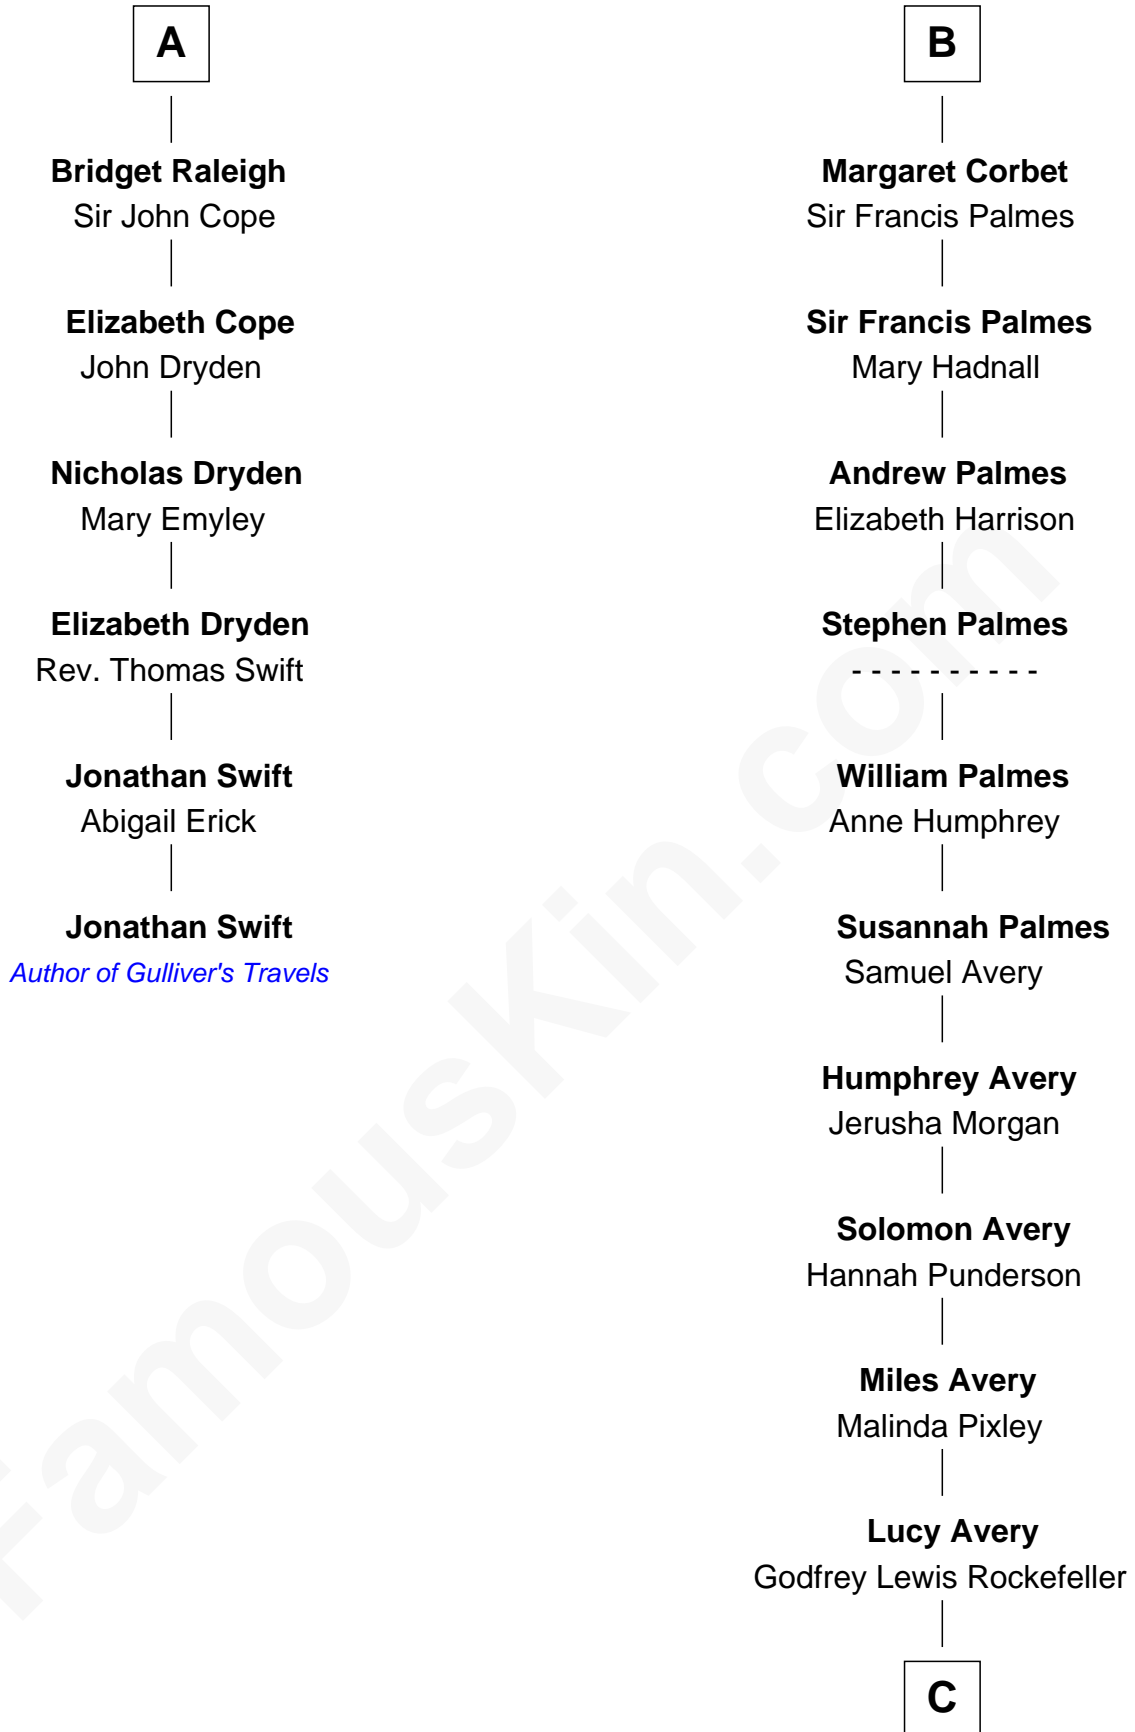 A
Bridget Raleigh
Sir John Cope
Elizabeth Cope
John Dryden
Nicholas Dryden
Mary Emyley
Elizabeth Dryden
Rev. Thomas Swift
Jonathan Swift
Abigail Erick
Jonathan Swift
Author of Gulliver's Travels
B
Margaret Corbet
Sir Francis Palmes
Sir Francis Palmes
Mary Hadnall
Andrew Palmes
Elizabeth Harrison
Stephen Palmes
- - - - - - - - - -
William Palmes
Anne Humphrey
Susannah Palmes
Samuel Avery
Humphrey Avery
Jerusha Morgan
Solomon Avery
Hannah Punderson
Miles Avery
Malinda Pixley
Lucy Avery
Godfrey Lewis Rockefeller
C
FamousKin.com